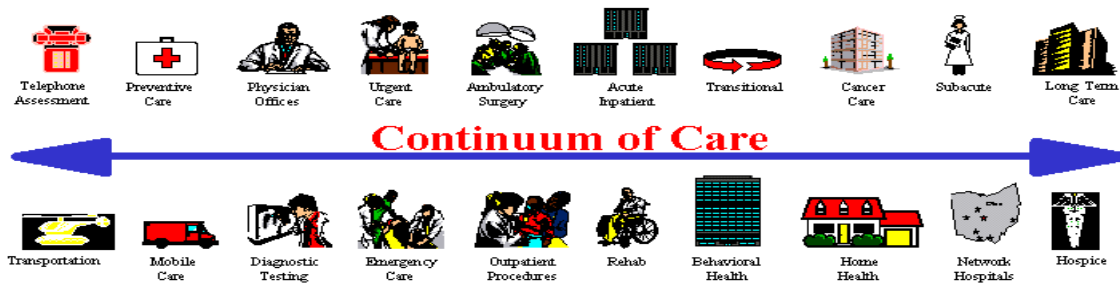 Telephone
Assessment
Preventive
Care
Physician
Offices
Urgent
Care
Ambulatory
Surgery
Acute
Inpatient
Transitional
Cancer
Care
Subacute
Long Term
Care
Continuum of Care
Transportation
Mobile
Care
Diagnostic
Testing
Emergency
Care
Outpatient
Procedures
Rehab
Behavioral
Health
Home
Health
Network
Hospitals
Hospice